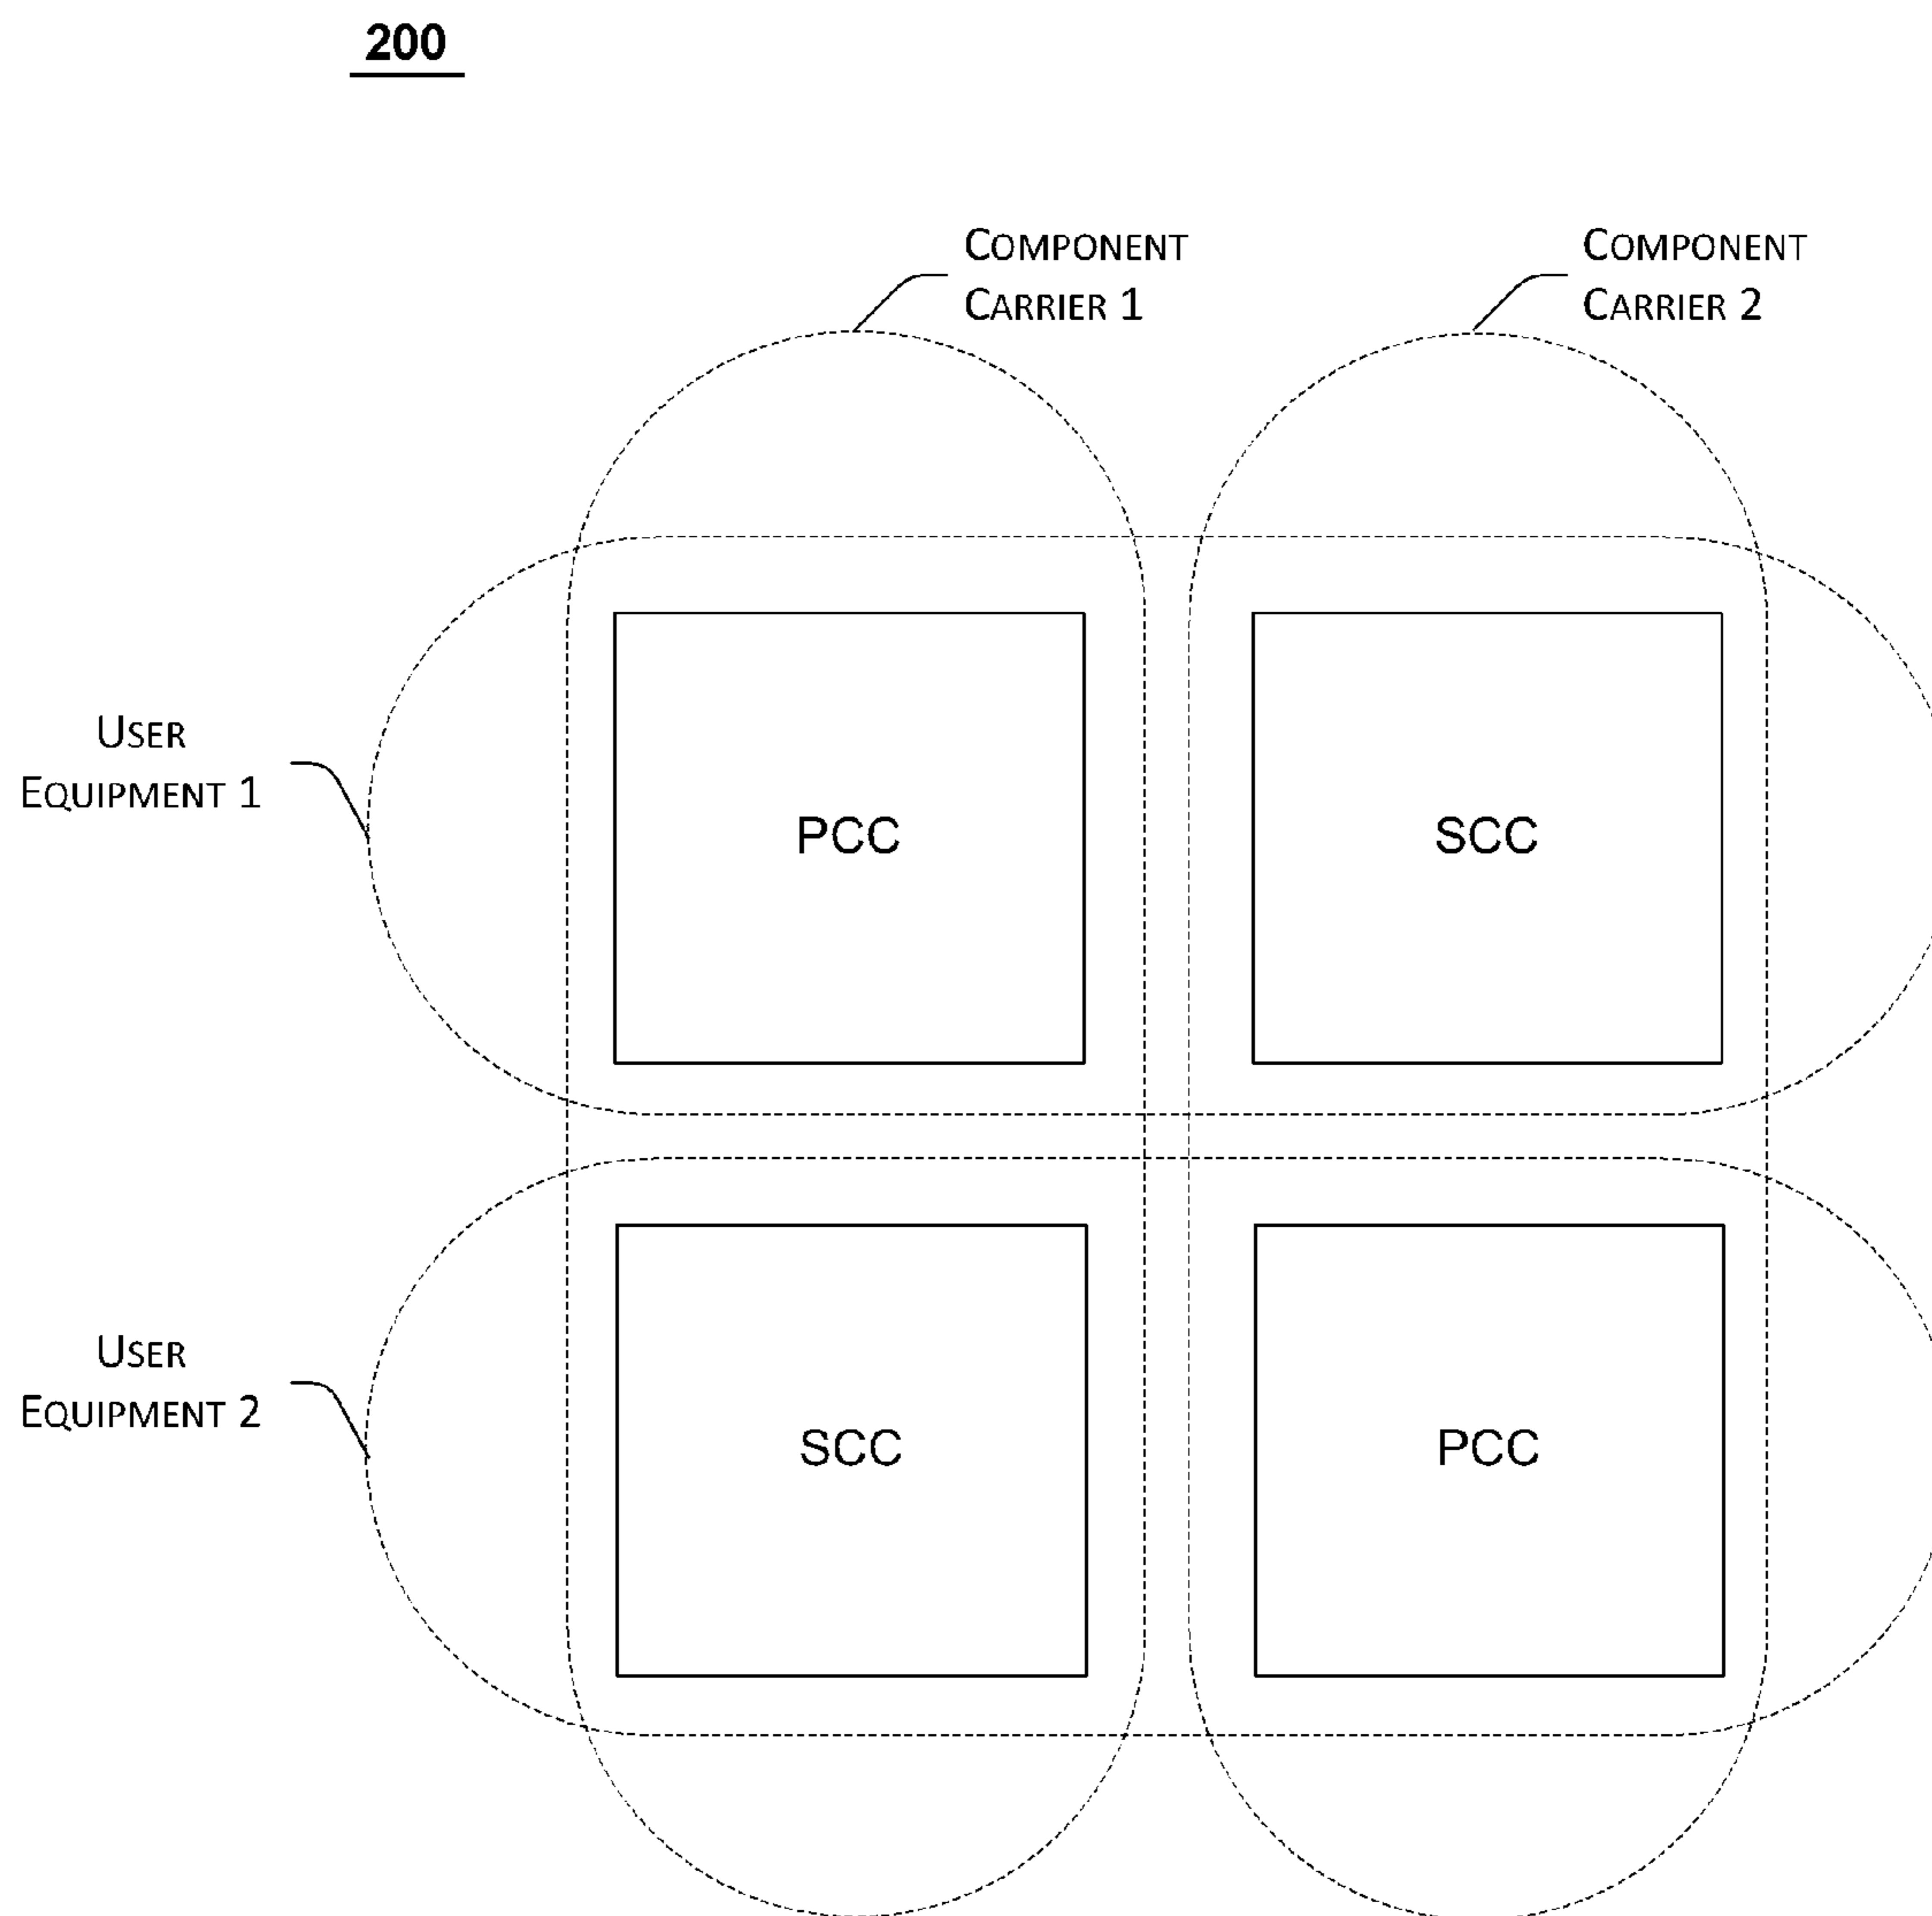 200
COMPONENT
CARRIER 1
COMPONENT
CARRIER 2
USER
EQUIPMENT 1
PCC
SCC
USER
EQUIPMENT 2
SCC
PCC